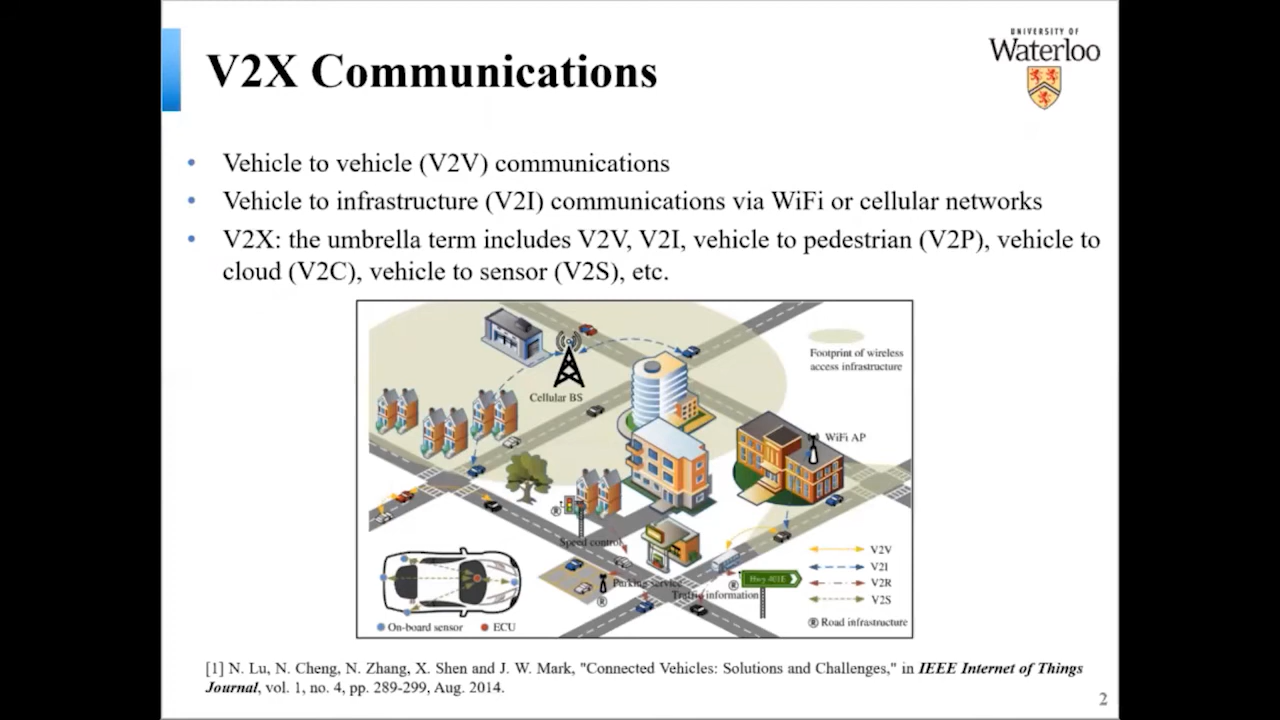 UNIVERSITY OF
Waterloo
V2X Communications
• Vehicle to vehicle (V2V) communications
• Vehicle to infrastructure (V2I) communications via WiFi or cellular networks
• V2X: the umbrella term includes V2V, V2I, vehicle to pedestrian (V2P), vehicle to
cloud (V2C), vehicle to sensor (V2S), etc.
Footprint of wireless
access infrastructure
Cellular BS
WiFi AP
®
Speed control
V2V
V2I
V2R
V2S
Parking service
®
Hwy 401E
®
Traffic information
® Road infrastructure
On-board sensor
ECU
[1] N. Lu, N. Cheng, N. Zhang, X. Shen and J. W. Mark, "Connected Vehicles: Solutions and Challenges," in IEEE Internet of Things
Journal, vol. 1, no. 4, pp. 289-299, Aug. 2014.
2